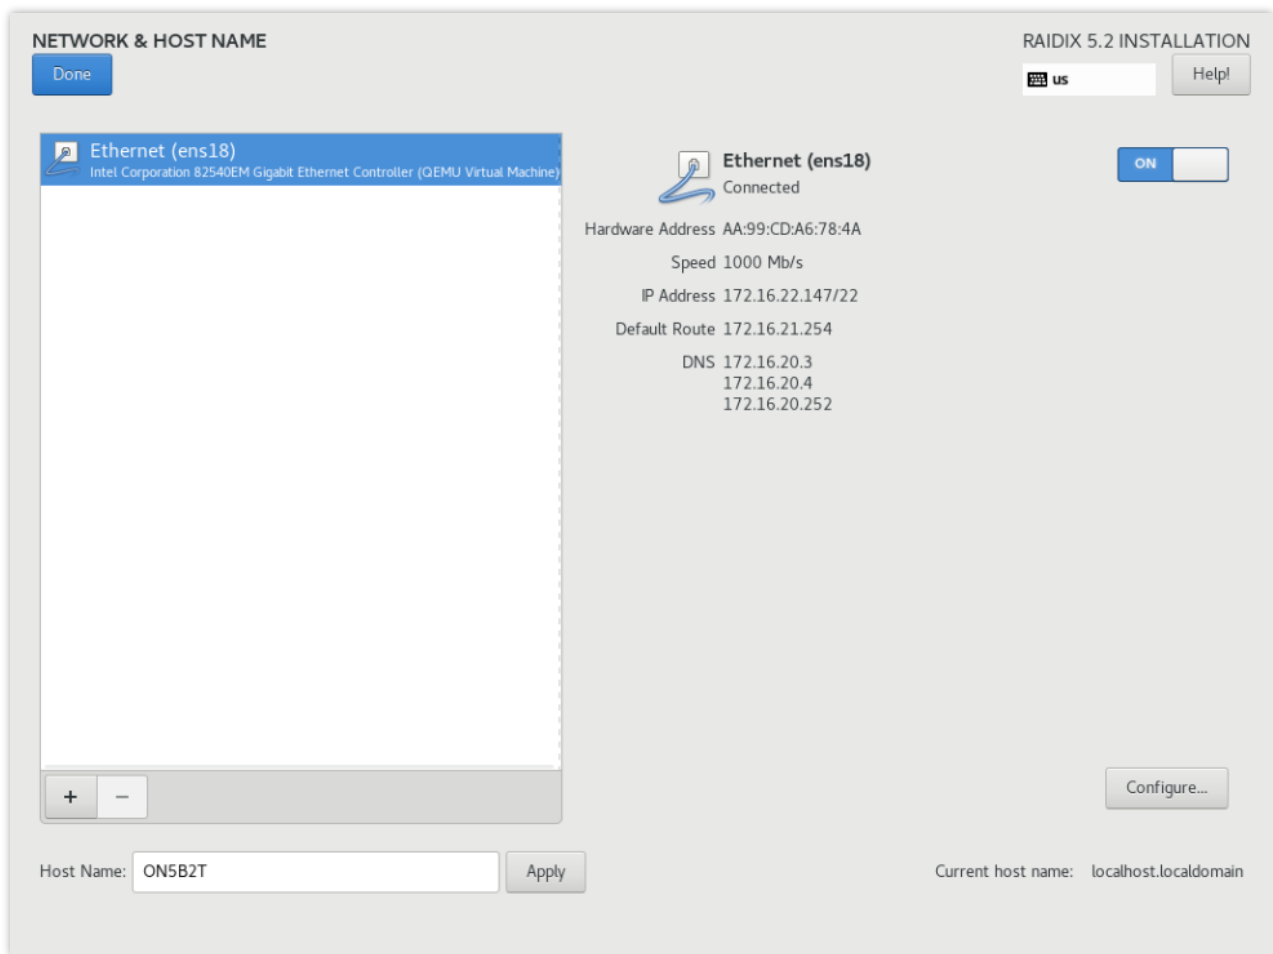 NETWORK & HOST NAME
RAIDIX 5.2 INSTALLATION
Done
us
Help!
Ethernet (ens18)
Intel Corporation 82540EM Gigabit Ethernet Controller (QEMU Virtual Machine)
Ethernet (ens18)
Connected
ON
Hardware Address AA:99:CD:A6:78:4A
Speed 1000 Mb/s
IP Address 172.16.22.147/22
Default Route 172.16.21.254
DNS 172.16.20.3
172.16.20.4
172.16.20.252
+ −
Configure...
Host Name: ON5B2T Apply
Current host name: localhost.localdomain